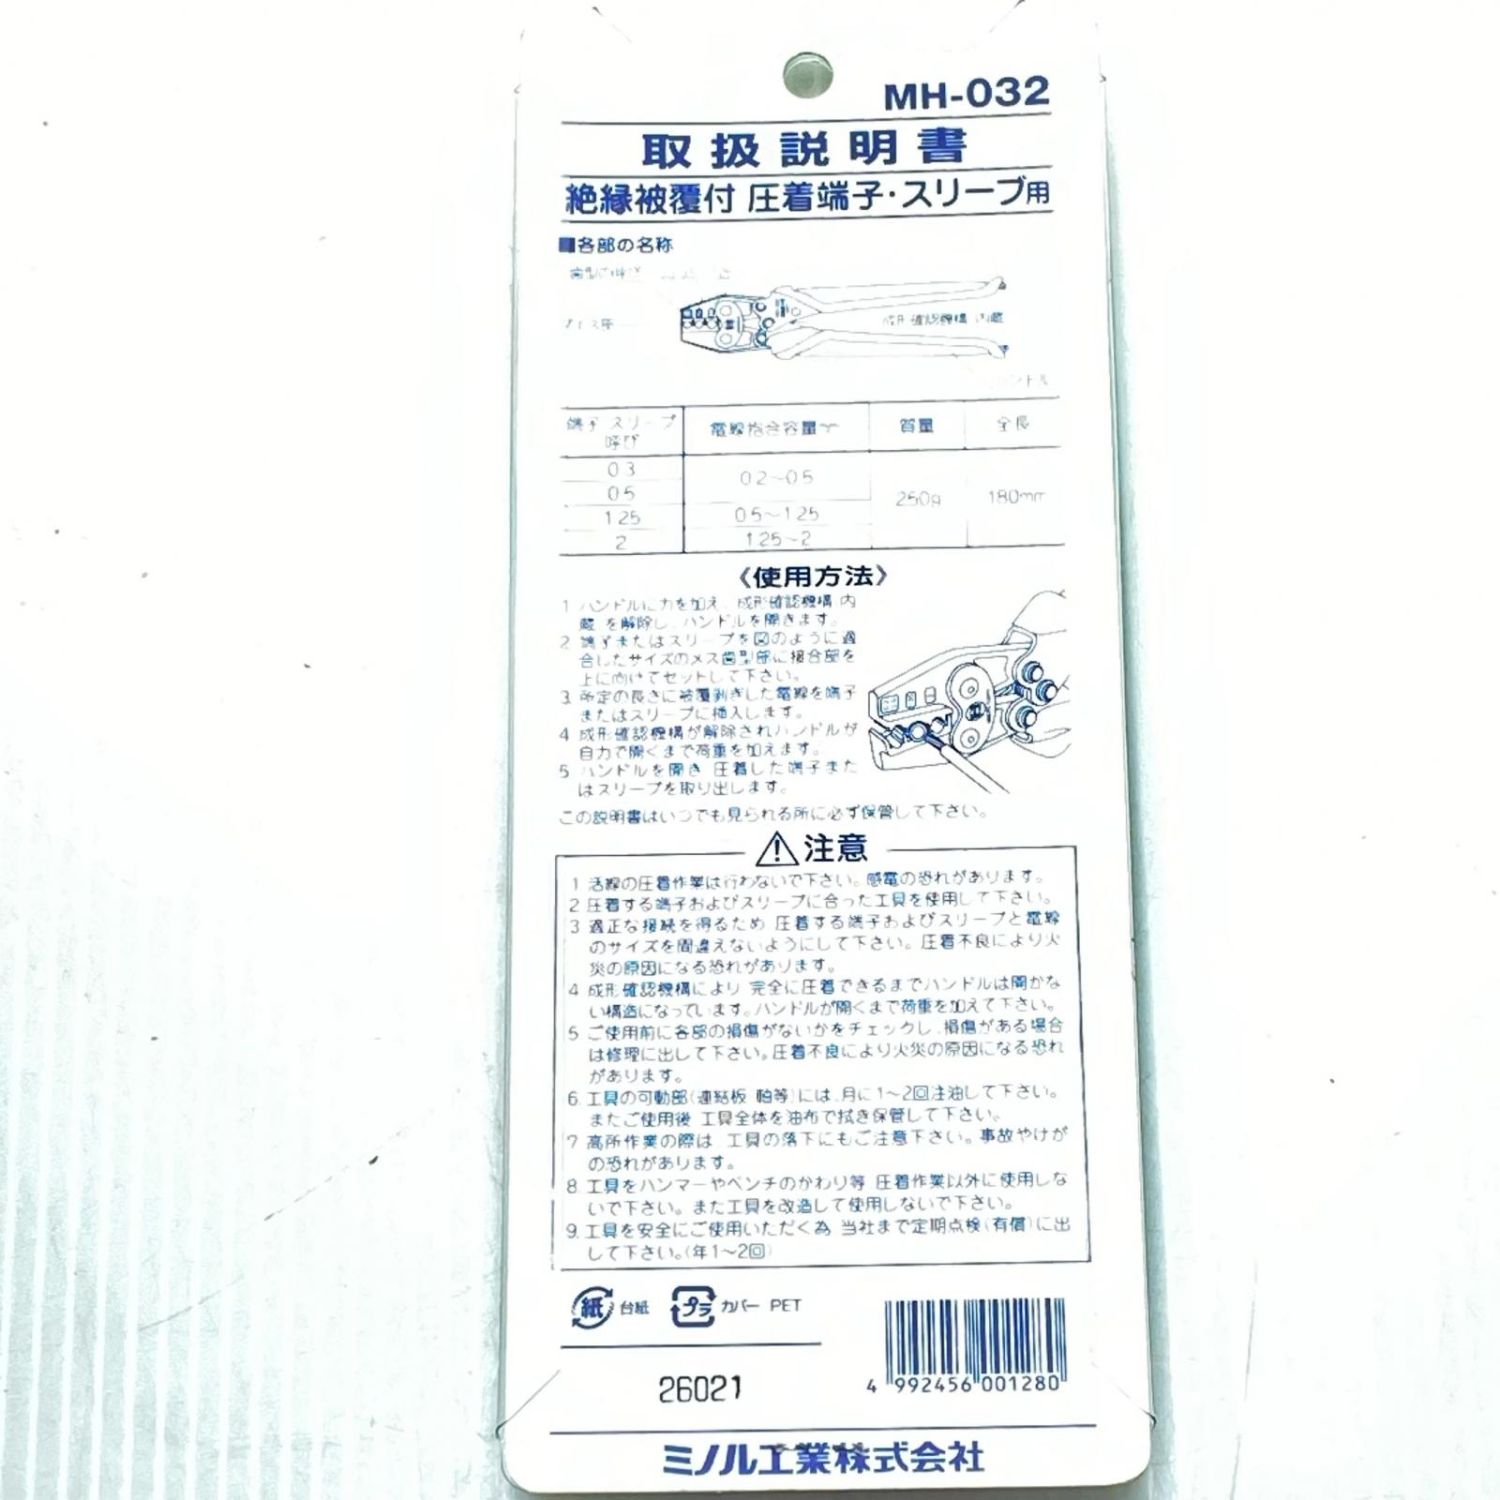 MH-032
取扱説明書
絶縁被覆付 圧着端子・スリーブ用
■各部の名称
成形確認機構 内蔵
端子 スリーブ 呼び
電線抱合容量
質量
全長
0.3
0.5
1.25
2
0.2～0.5
0.5～1.25
1.25～2
250g
180mm
《使用方法》
1 ハンドルに力を加え、成形確認機構 内
蔵 を解除し、ハンドルを開きます。
2 端子またはスリーブを図のように適
合したサイズのメス歯型部に接合部を
上に向けてセットして下さい。
3 所定の長さに被覆剥ぎした電線を端子
またはスリーブに挿入します。
4 成形確認機構が解除されハンドルが
自力で開くまで荷重を加えます。
5 ハンドルを開き 圧着した端子また
はスリーブを取り出します。
この説明書はいつでも見られる所に必ず保管して下さい。
⚠注意
1 活線の圧着作業は行わないで下さい。感電の恐れがあります。
2 圧着する端子およびスリーブに合った工具を使用して下さい。
3 適正な接続を得るため 圧着する端子およびスリーブと電線
のサイズを間違えないようにして下さい。圧着不良により火
災の原因になる恐れがあります。
4 成形確認機構により 完全に圧着できるまでハンドルは開かな
い構造になっています。ハンドルが開くまで荷重を加えて下さい。
5 ご使用前に各部の損傷がないかをチェックし、損傷がある場合
は修理に出して下さい。圧着不良により火災の原因になる恐れ
があります。
6. 工具の可動部(連結板 軸等)には、月に1～2回注油して下さい。
またご使用後 工具全体を油布で拭き保管して下さい。
7 高所作業の際は 工具の落下にもご注意下さい。事故やけが
の恐れがあります。
8. 工具をハンマーやペンチのかわり等 圧着作業以外に使用しな
いで下さい。また工具を改造して使用しないで下さい。
9. 工具を安全にご使用いただく為 当社まで定期点検(有償)に出
して下さい。(年1～2回)
紙 台紙 プラ カバー PET
26021
4 992456 001280
ミノル工業株式会社